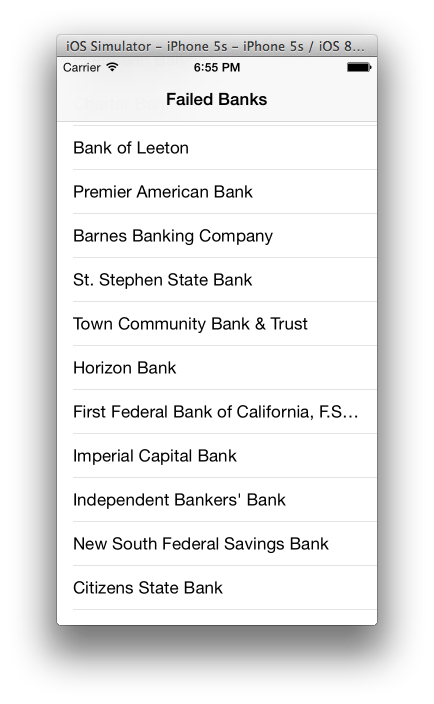 iOS Simulator – iPhone 5s – iPhone 5s / iOS 8...
Carrier 6:55 PM
Failed Banks
Bank of Leeton
Premier American Bank
Barnes Banking Company
St. Stephen State Bank
Town Community Bank & Trust
Horizon Bank
First Federal Bank of California, F.S...
Imperial Capital Bank
Independent Bankers' Bank
New South Federal Savings Bank
Citizens State Bank